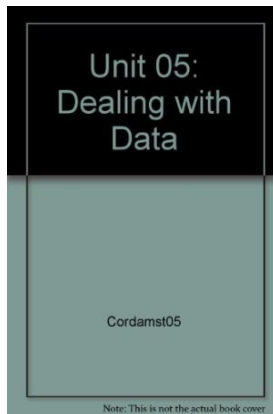 Unit 05:
Dealing with
Data
Cordamst05
Note: This is not the actual book cover